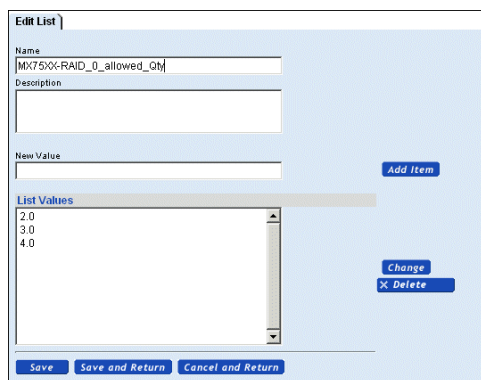 Edit List
Name
MX75XX-RAID_0_allowed_Qty
Description
New Value
Add Item
List Values
2.0
3.0
4.0
Change
X Delete
Save Save and Return Cancel and Return